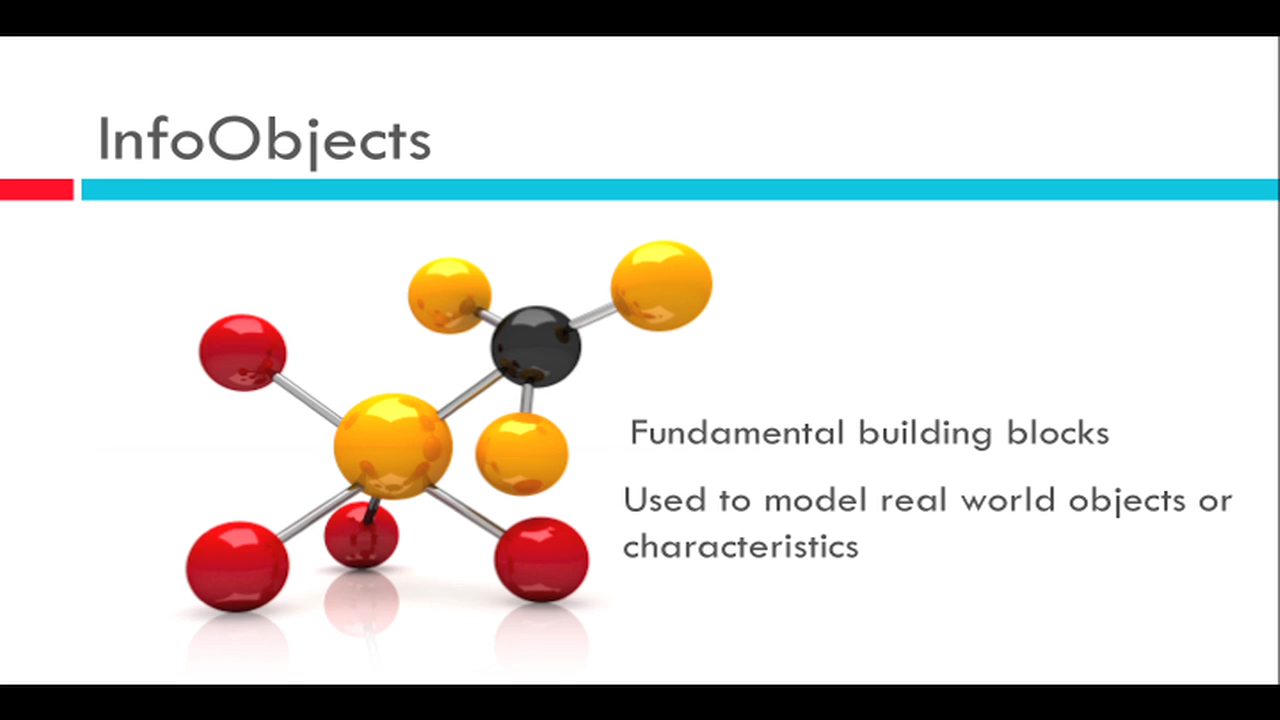 InfoObjects
Fundamental building blocks
Used to model real world objects or
characteristics